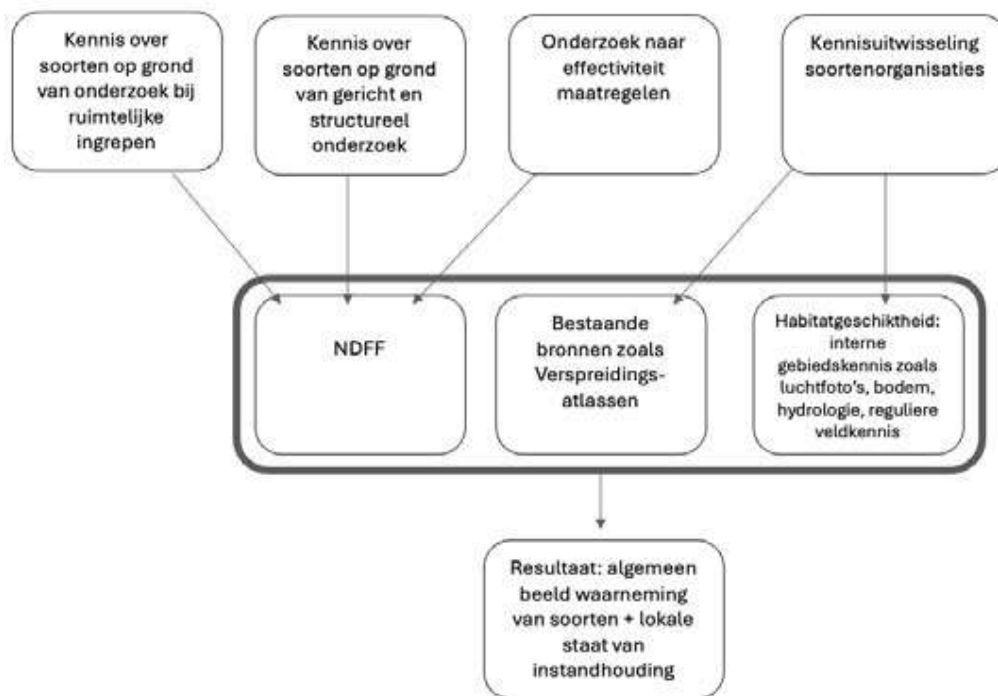 Kennis over
soorten op grond
van onderzoek bij
ruimtelijke
ingrepen
Kennis over
soorten op grond
van gericht en
structureel
onderzoek
Onderzoek naar
effectiviteit
maatregelen
Kennisuitwisseling
soortenorganisaties
NDFF
Bestaande
bronnen zoals
Verspreidings-
atlassen
Habitatgeschiktheid:
interne
gebiedskennis zoals
luchtfoto's, bodem,
hydrologie, reguliere
veldkennis
Resultaat: algemeen
beeld waarneming
van soorten + lokale
staat van
instandhouding